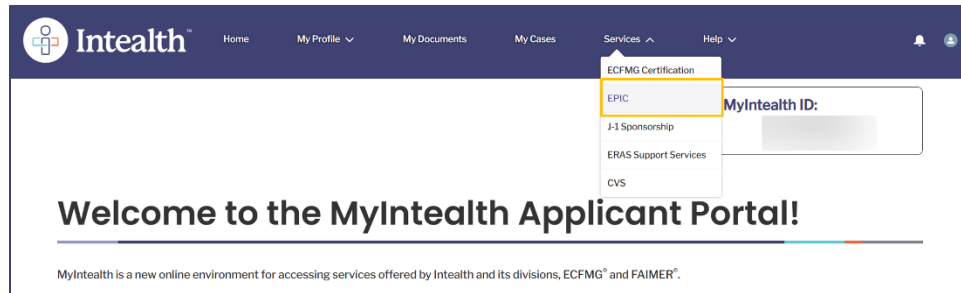 Intealth™
Home
My Profile
My Documents
My Cases
Services
Help
ECFMG Certification
EPIC
J-1 Sponsorship
ERAS Support Services
CVS
MyIntealth ID:
Welcome to the MyIntealth Applicant Portal!
MyIntealth is a new online environment for accessing services offered by Intealth and its divisions, ECFMG® and FAIMER®.